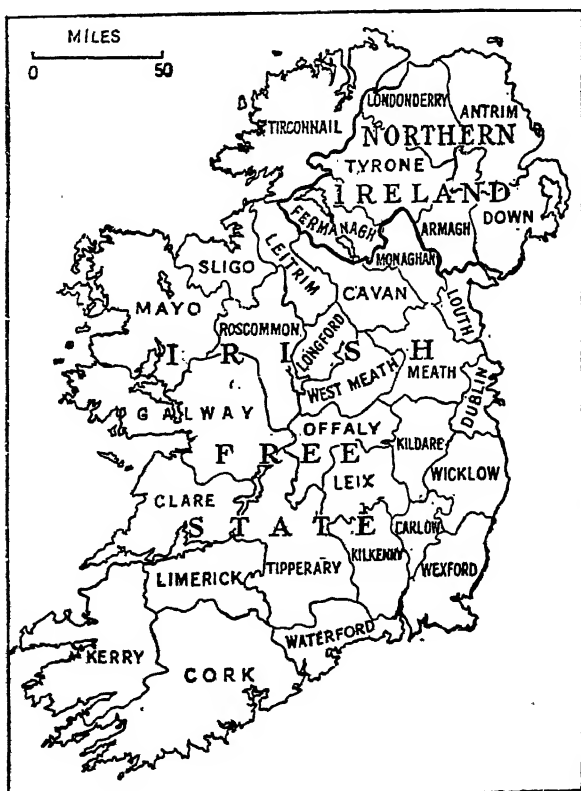 MILES
0 50
LONDONDERRY
ANTRIM
TIRCONNAIL
NORTHERN
TYRONE
IRELAND
FERMANAGH
ARMAGH
DOWN
MONAGHAN
LEITRIM
SLIGO
CAVAN
LOUTH
MAYO
ROSCOMMON
LONGFORD
IRISH
MEATH
WEST MEATH
DUBLIN
GALWAY
OFFALY
FREE
KILDARE
LEIX
WICKLOW
CLARE
STATE
CARLOW
KILKENNY
LIMERICK
TIPPERARY
WEXFORD
WATERFORD
KERRY
CORK